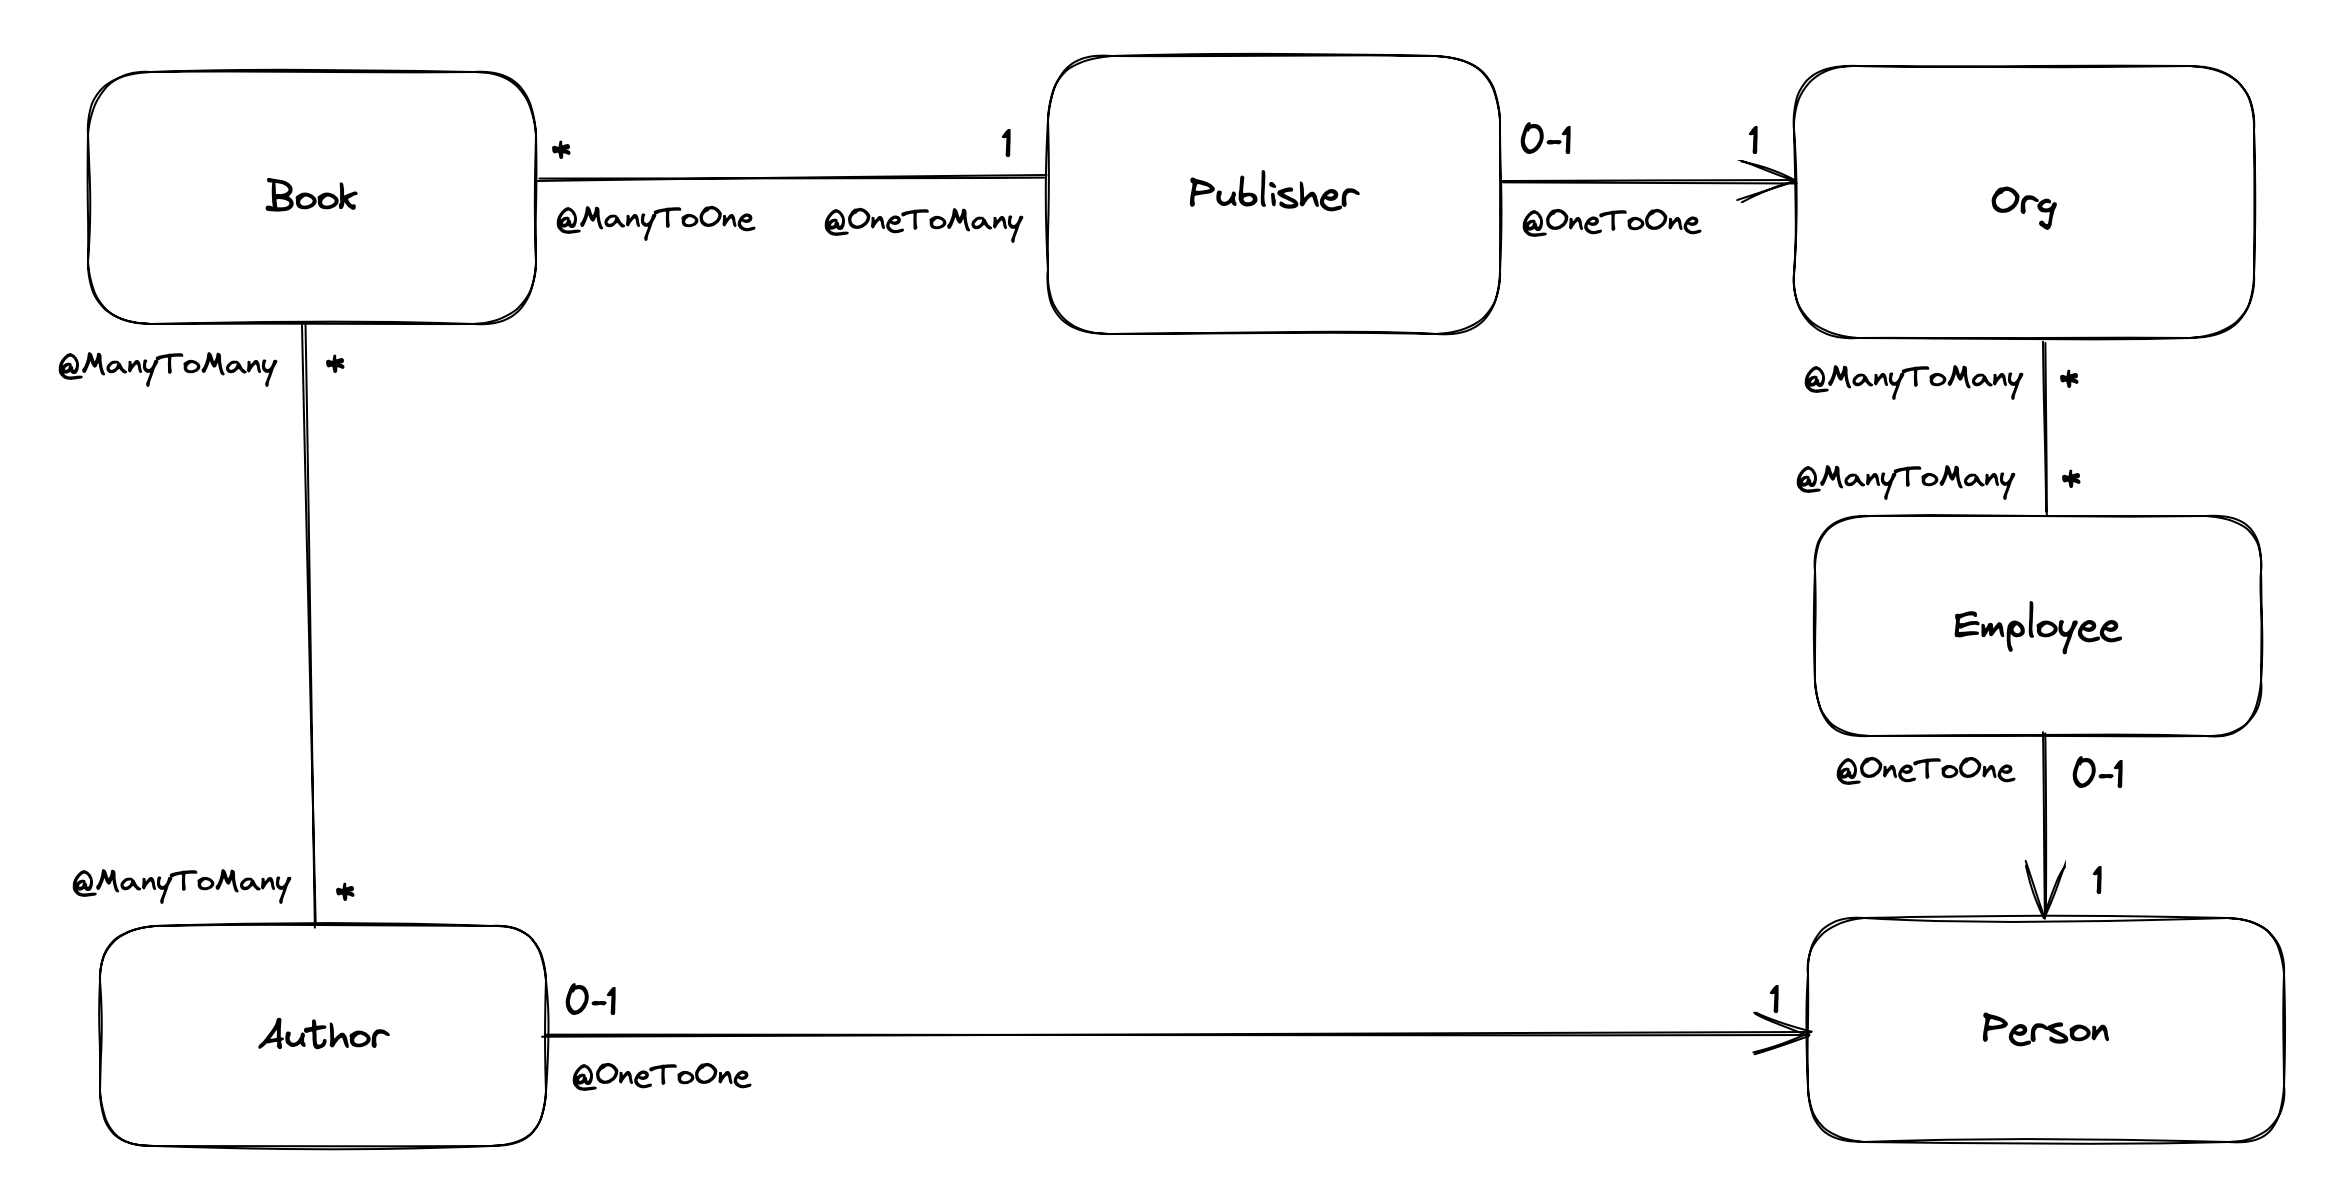 Book
*
@ManyToOne
1
@OneToMany
Publisher
0-1
@OneToOne
1
Org
@ManyToMany
*
@ManyToMany
*
@ManyToMany
*
Employee
@OneToOne
0-1
1
@ManyToMany
*
Author
0-1
@OneToOne
1
Person